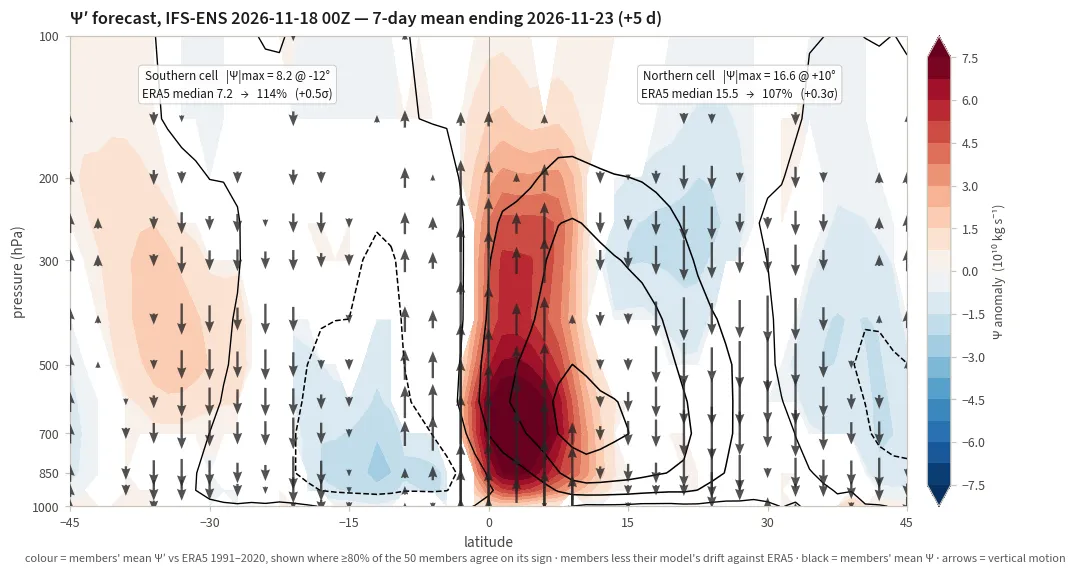 Ψ′ forecast, IFS-ENS 2026-11-18 00Z — 7-day mean ending 2026-11-23 (+5 d)
Southern cell |Ψ|max = 8.2 @ -12°
ERA5 median 7.2 → 114% (+0.5σ)
Northern cell |Ψ|max = 16.6 @ +10°
ERA5 median 15.5 → 107% (+0.3σ)
pressure (hPa)
100
200
300
500
700
850
1000
−45
−30
−15
0
15
30
45
latitude
7.5
6.0
4.5
3.0
1.5
0.0
−1.5
−3.0
−4.5
−6.0
−7.5
Ψ anomaly (10¹⁰ kg s⁻¹)
colour = members' mean Ψ′ vs ERA5 1991–2020, shown where ≥80% of the 50 members agree on its sign · members less their model's drift against ERA5 · black = members' mean Ψ · arrows = vertical motion